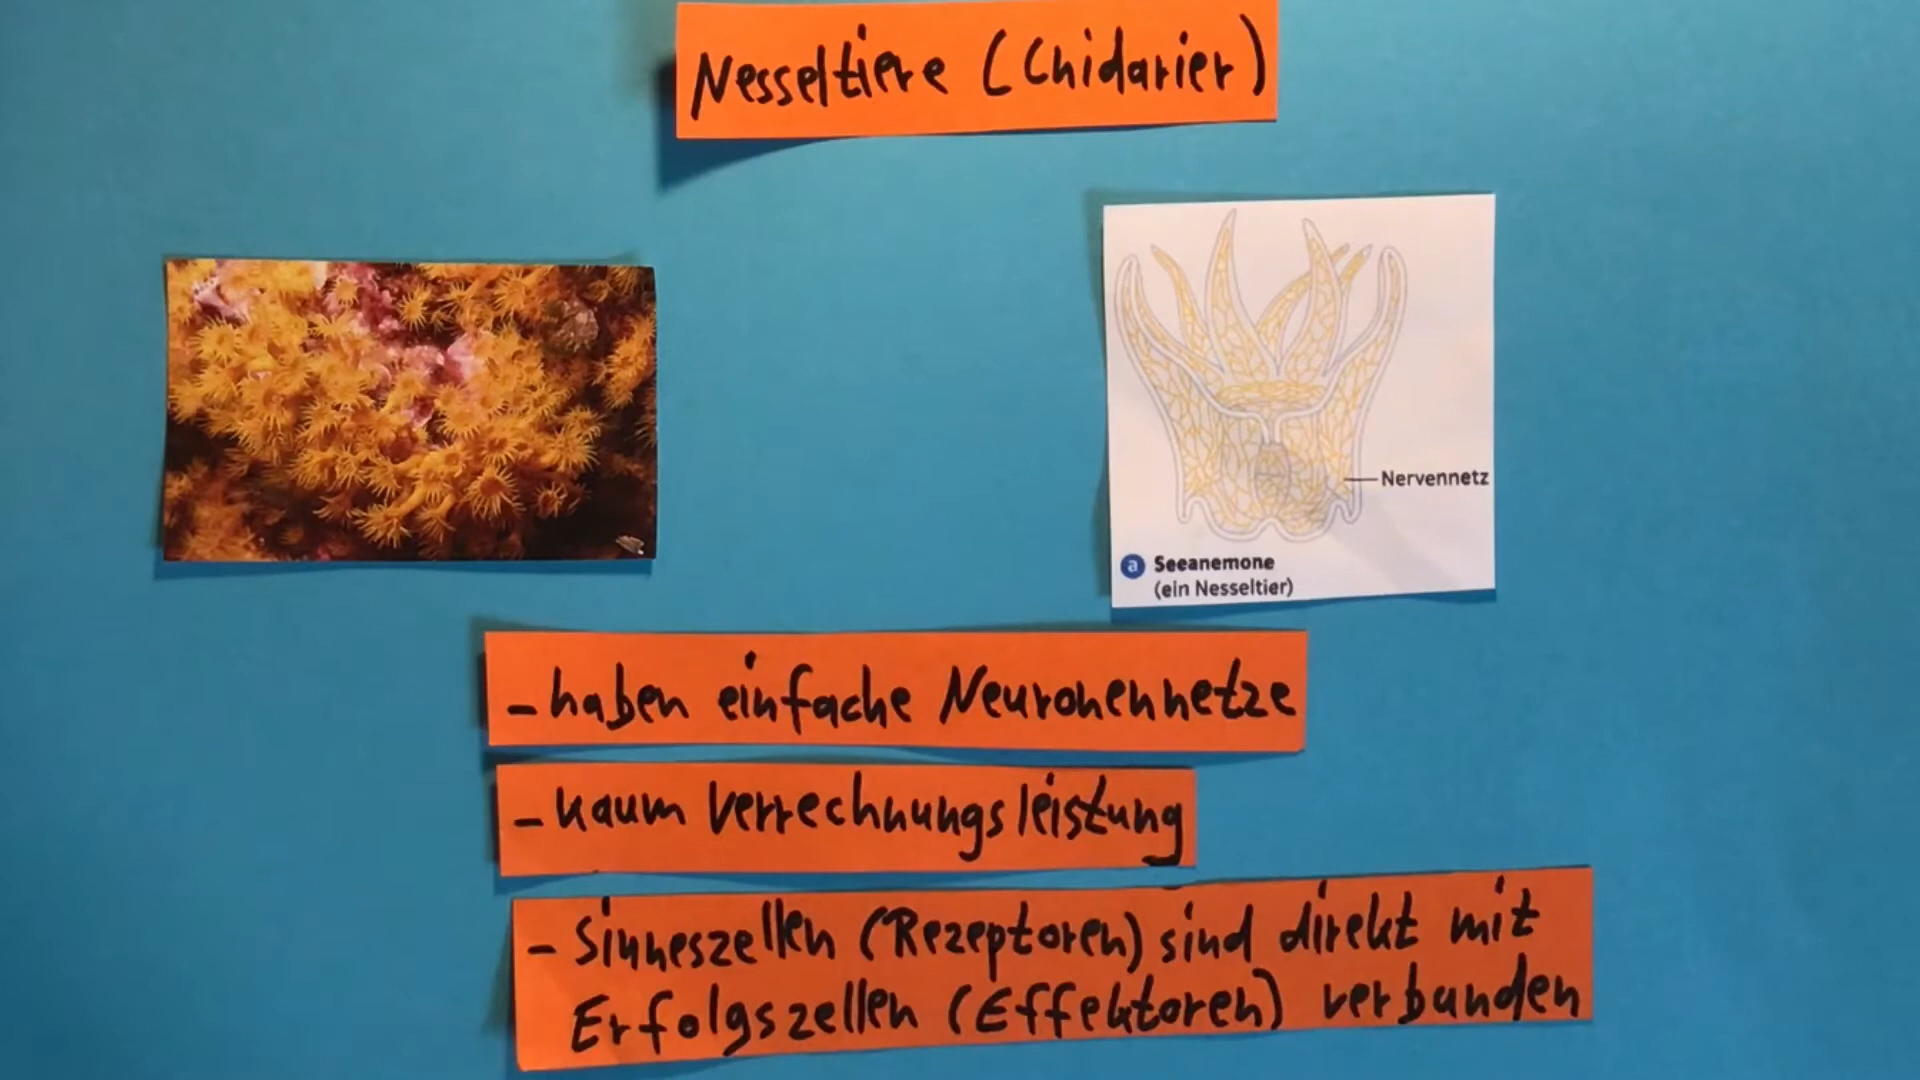 Nesseltiere (Cnidarier)
Nervennetz
a Seeanemone
(ein Nesseltier)
- haben einfache Neuronennetze
- kaum Verrechnungsleistung
- Sinneszellen (Rezeptoren) sind direkt mit
Erfolgszellen (Effektoren) verbunden